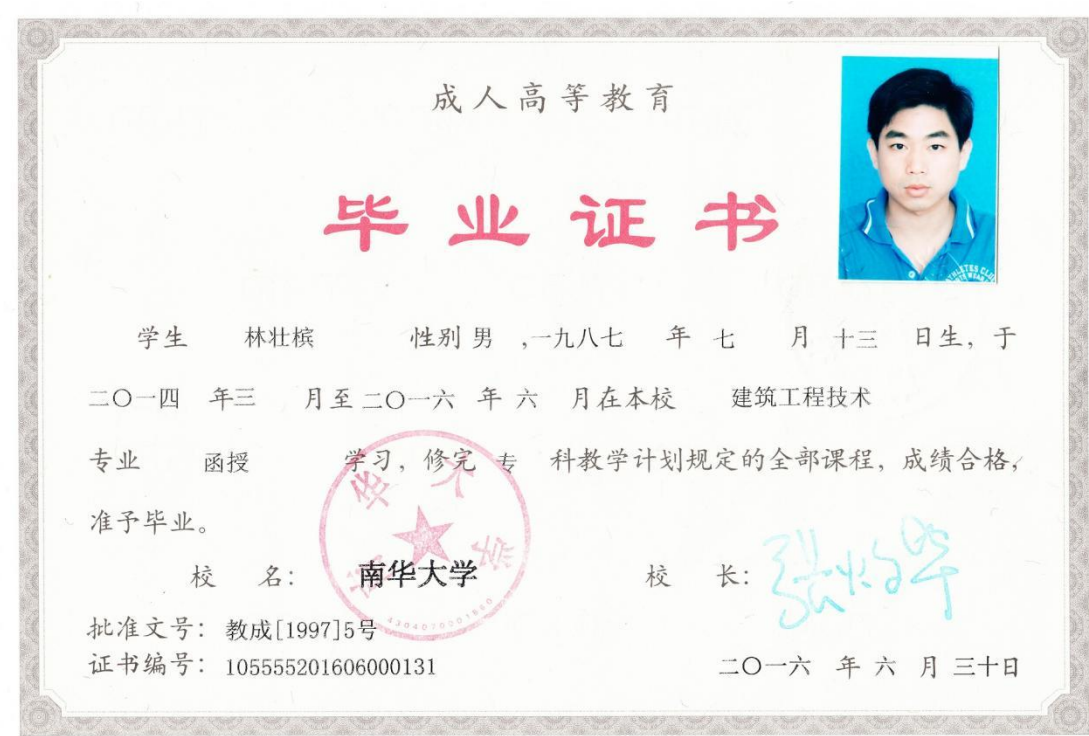 成人高等教育
毕业证书
学生 林壮槟 性别 男 ,一九八七 年 七 月 十三 日生，于
二〇一四 年三 月至二〇一六 年 六 月在本校 建筑工程技术
专业 函授 学习，修完 专 科教学计划规定的全部课程，成绩合格，
准予毕业。
校 名： 南华大学 校 长：
批准文号： 教成[1997]5号
证书编号： 105555201606000131
二〇一六 年 六 月 三十日
南华大学